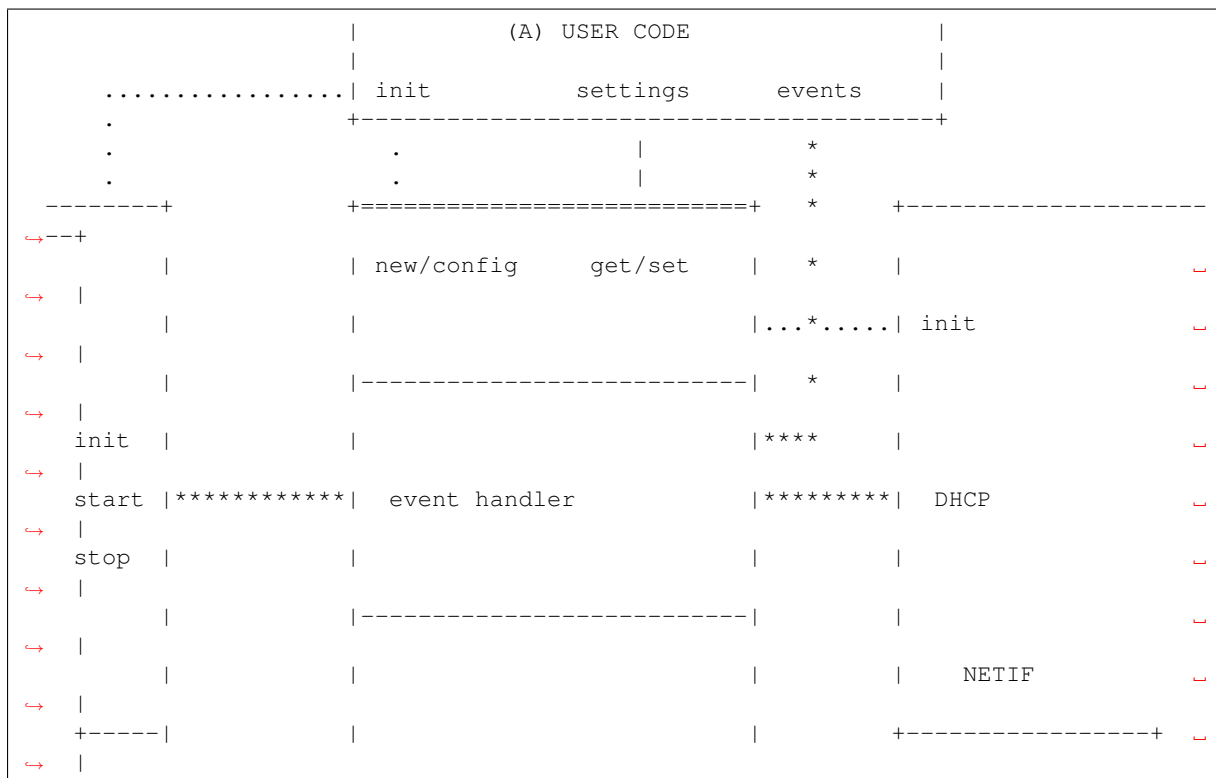 |          (A) USER CODE                 |
|                                        |
.................| init          settings      events     |
.                +----------------------------------------+
.                   .                |           *
.                   .                |           *
--------+            +===========================+   *     +---------------------
↪--+
|            | new/config     get/set    |   *     |                    ␣
↪  |
|            |                           |...*.....| init               ␣
↪  |
|            |---------------------------|   *     |                    ␣
↪  |
init  |            |                           |****     |                    ␣
↪  |
start |************|  event handler            |*********|  DHCP              ␣
↪  |
stop  |            |                           |         |                    ␣
↪  |
|            |---------------------------|         |                    ␣
↪  |
|            |                           |         |    NETIF           ␣
↪  |
+-----|            |                           |         +-----------------+  ␣
↪  |